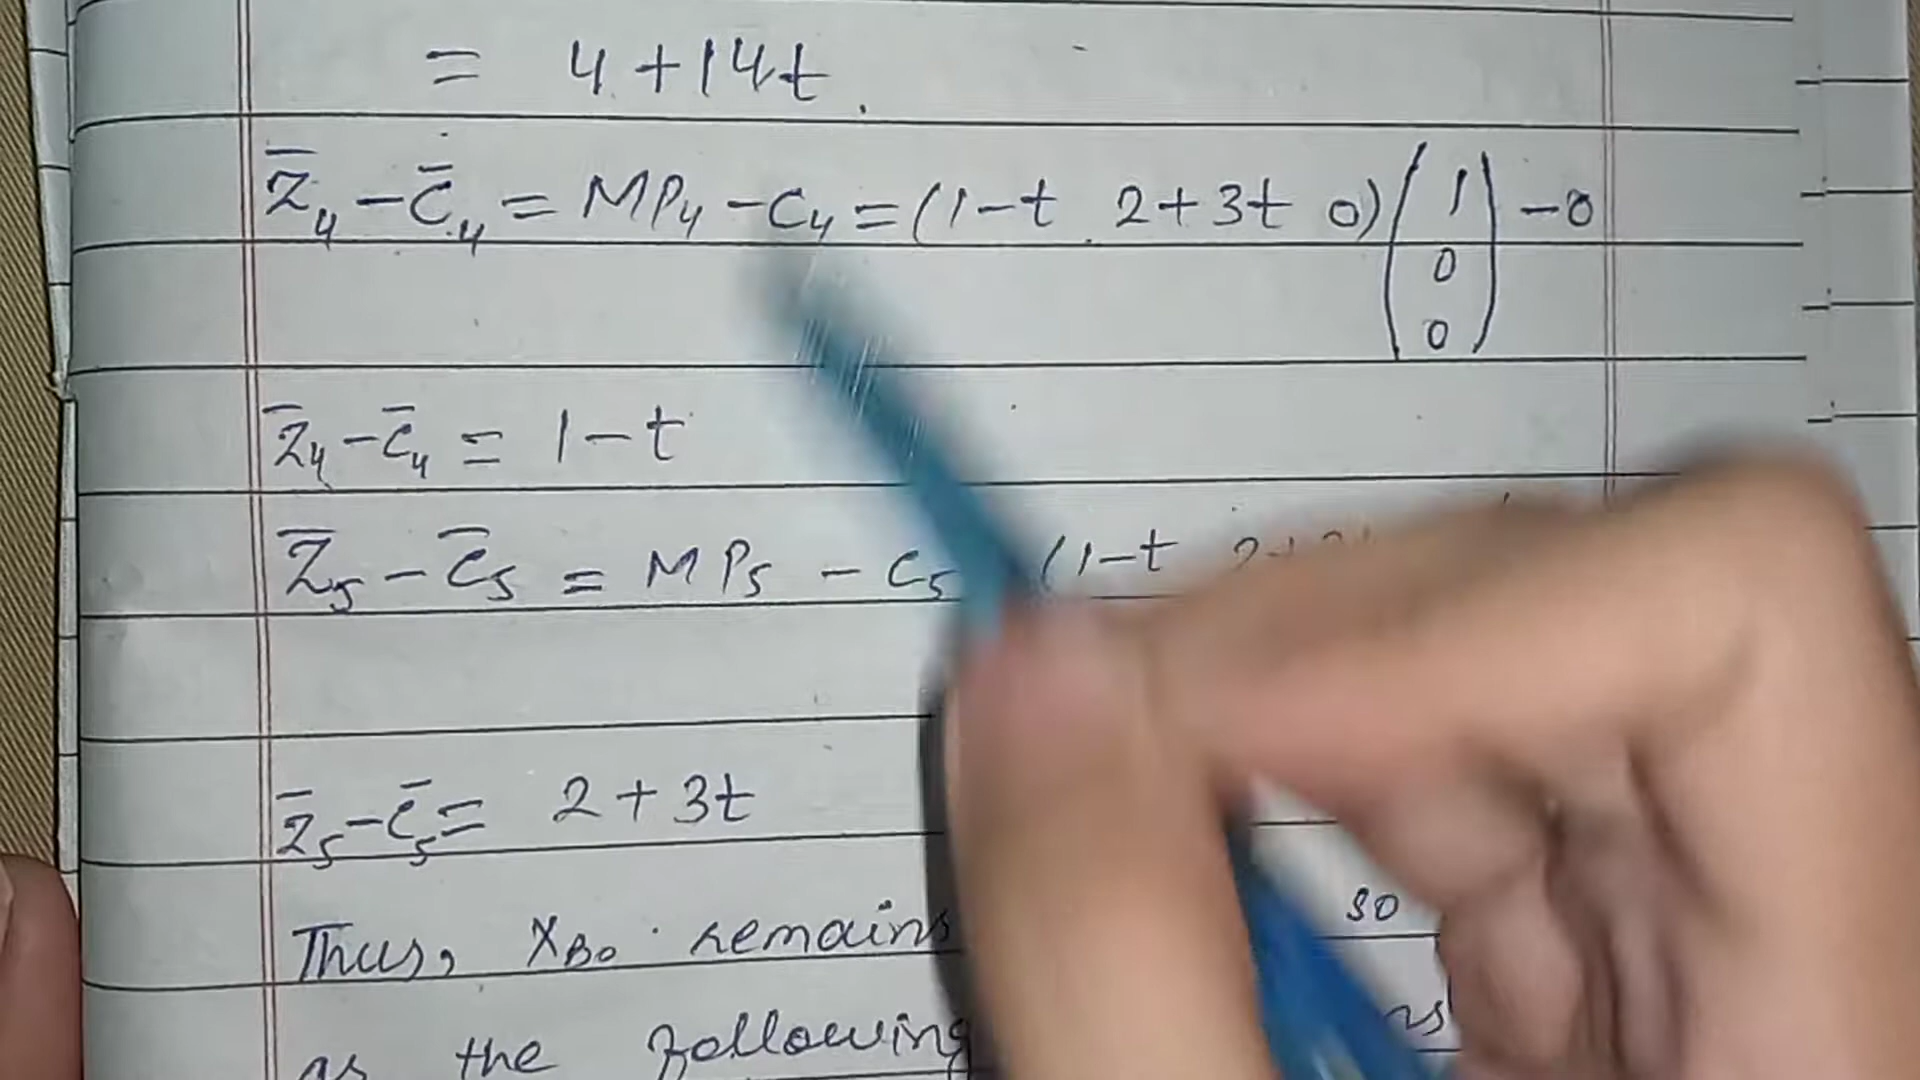 = 4+14t.
Z̄₄ - C̄₄ = MP₄ - C₄ = (1-t 2+3t 0) (1 - 0
0
0)
Z̄₄ - C̄₄ = 1-t
Z̄₅ - C̄₅ = MP₅ - C₅ (1-t
Z̄₅ - C̄₅ = 2+3t
Thus, X_B₀ remains so
as the following